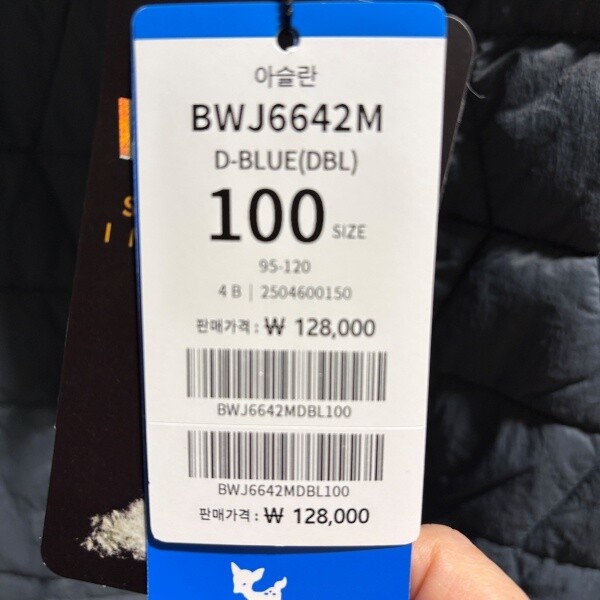 아슬란
BWJ6642M
D-BLUE(DBL)
100 SIZE
95-120
4 B | 2504600150
판매가격 : ₩ 128,000
BWJ6642MDBL100
BWJ6642MDBL100
판매가격 : ₩ 128,000